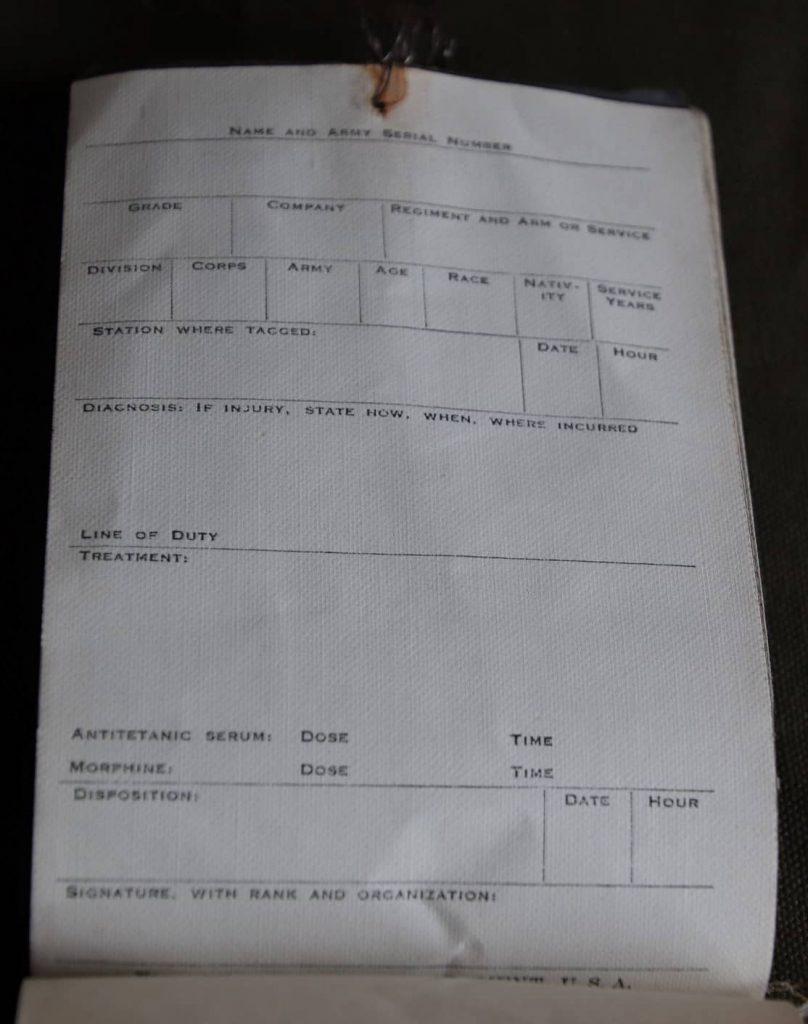 NAME AND ARMY SERIAL NUMBER
GRADE COMPANY REGIMENT AND ARM OR SERVICE
DIVISION CORPS ARMY AGE RACE NATIV-
ITY SERVICE
YEARS
STATION WHERE TAGGED: DATE HOUR
DIAGNOSIS: IF INJURY, STATE HOW, WHEN, WHERE INCURRED
LINE OF DUTY
TREATMENT:
ANTITETANIC SERUM: DOSE TIME
MORPHINE: DOSE TIME
DISPOSITION: DATE HOUR
SIGNATURE, WITH RANK AND ORGANIZATION:
U. S. A.